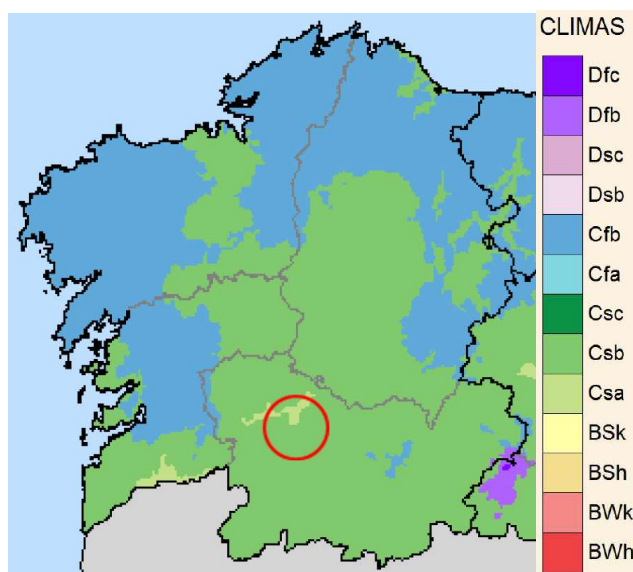 CLIMAS
Dfc
Dfb
Dsc
Dsb
Cfb
Cfa
Csc
Csb
Csa
BSk
BSh
BWk
BWh